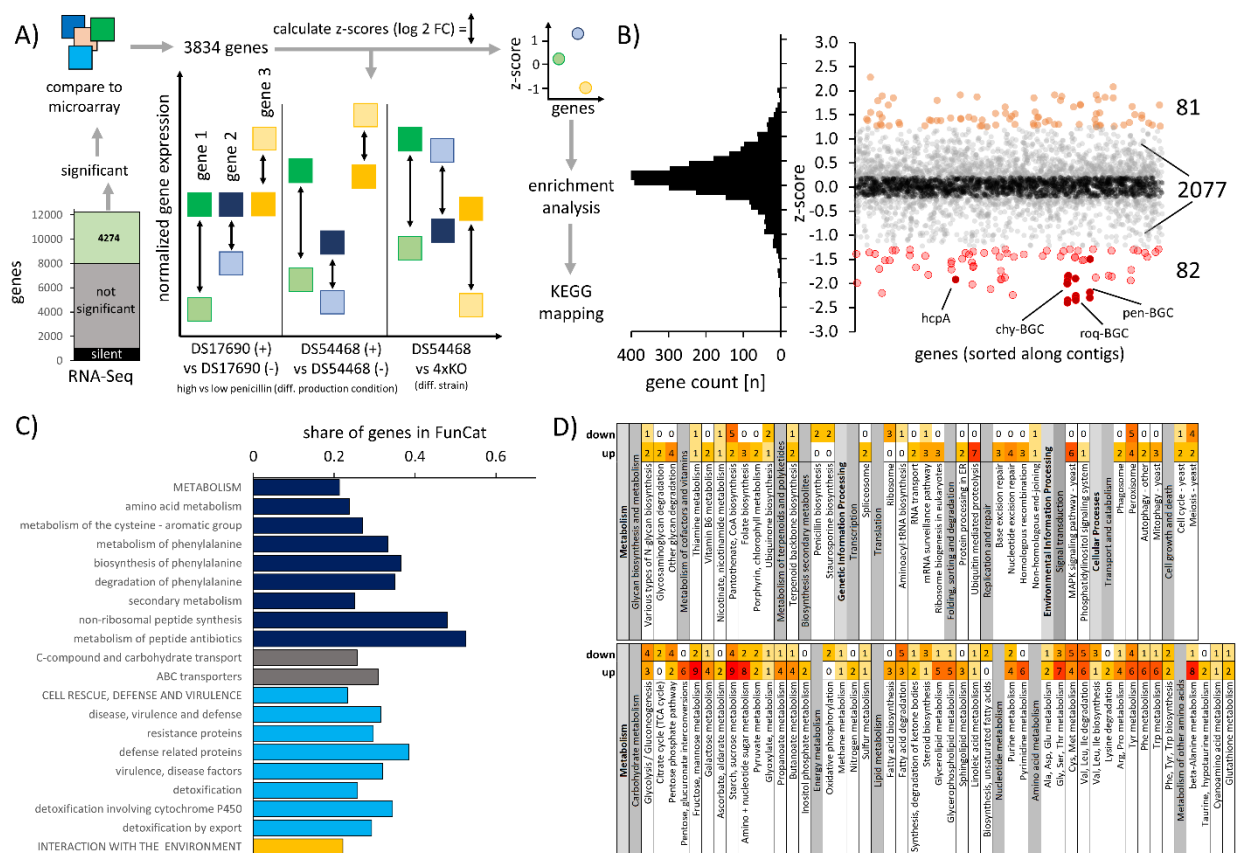 A)
compare to
microarray
3834 genes
calculate z-scores (log 2 FC) =
z-score
1
0
-1
genes
significant
genes
12000
10000
8000
6000
4000
2000
0
4274
not
significant
silent
RNA-Seq
normalized gene expression
gene 1
gene 2
gene 3
DS17690 (+)
vs DS17690 (-)
DS54468 (+)
vs DS54468 (-)
high vs low penicillin (diff. production condition)
DS54468
vs 4xKO
(diff. strain)
enrichment
analysis
KEGG
mapping
B)
400
300
200
100
0
gene count [n]
z-score
3.0
2.5
2.0
1.5
1.0
0.5
0.0
-0.5
-1.0
-1.5
-2.0
-2.5
-3.0
81
2077
82
hcpA
chy-BGC
roq-BGC
pen-BGC
genes (sorted along contigs)
C)
share of genes in FunCat
0
0.2
0.4
0.6
METABOLISM
amino acid metabolism
metabolism of the cysteine - aromatic group
metabolism of phenylalanine
biosynthesis of phenylalanine
degradation of phenylalanine
secondary metabolism
non-ribosomal peptide synthesis
metabolism of peptide antibiotics
C-compound and carbohydrate transport
ABC transporters
CELL RESCUE, DEFENSE AND VIRULENCE
disease, virulence and defense
resistance proteins
defense related proteins
virulence, disease factors
detoxification
detoxification involving cytochrome P450
detoxification by export
INTERACTION WITH THE ENVIRONMENT
D)
down
up
Metabolism
Glycan biosynthesis and metabolism
Various types of N glycan biosynthesis
Glycosaminoglycan degradation
Other glycan degradation
Metabolism of cofactors and vitamins
Thiamine metabolism
Vitamin B6 metabolism
Nicotinate, nicotinamide metabolism
Pantothenate, CoA biosynthesis
Folate biosynthesis
Porphyrin, chlorophyll metabolism
Ubiquinone biosynthesis
Metabolism of terpenoids and polyketides
Terpenoid backbone biosynthesis
Biosynthesis secondary metabolites
Penicillin biosynthesis
Staurosporine biosynthesis
Genetic Information Processing
Transcription
Spliceosome
Translation
Ribosome
Aminoacyl tRNA biosynthesis
RNA transport
mRNA surveillance pathway
Ribosome biogenesis in eukaryotes
Folding, sorting and degradation
Protein processing in ER
Ubiquitin mediated proteolysis
Replication and repair
Base excision repair
Nucleotide excision repair
Homologous recombination
Non-homologous end-joining
Environmental Information Processing
Signal transduction
MAPK signaling pathway - yeast
Phosphatidylinositol signaling system
Cellular Processes
Transport and catabolism
Phagosome
Peroxisome
Autophagy - other
Mitophagy - yeast
Cell growth and death
Cell cycle - yeast
Meiosis - yeast
down
up
Metabolism
Carbohydrate metabolism
Glycolysis / Gluconeogenesis
Citrate cycle (TCA cycle)
Pentose phosphate pathway
Pentose, glucuronate interconversions
Fructose, mannose metabolism
Galactose metabolism
Ascorbate, aldarate metabolism
Starch, sucrose metabolism
Amino + nucleotide sugar metabolism
Pyruvate metabolism
Glyoxylate, metabolism
Propanoate metabolism
Butanoate metabolism
Inositol phosphate metabolism
Energy metabolism
Oxidative phosphorylation
Methane metabolism
Nitrogen metabolism
Sulfur metabolism
Lipid metabolism
Fatty acid biosynthesis
Fatty acid degradation
Synthesis, degradation of ketone bodies
Steroid biosynthesis
Glycerolipid metabolism
Glycerophospholipid metabolism
Sphingolipid metabolism
Linoleic acid metabolism
Biosynthesis, unsaturated fatty acids
Nucleotide metabolism
Purine metabolism
Pyrimidine metabolism
Amino acid metabolism
Ala, Asp, Glu metabolism
Gly, Ser, Thr metabolism
Cys, Met metabolism
Val, Leu, Ile degradation
Val, Leu, Ile biosynthesis
Lysine degradation
Arg, Pro metabolism
Tyr metabolism
Phe metabolism
Trp metabolism
Phe, Tyr, Trp biosynthesis
Metabolism of other amino acids
beta-Alanine metabolism
Taurine, hypotaurine metabolism
Cyanoamino acid metabolism
Glutathione metabolism